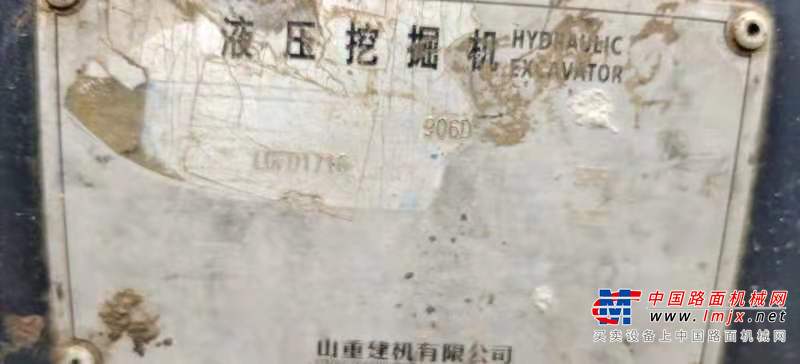 液压挖掘机 HYDRAULIC
EXCAVATOR
906D
山重建机有限公司
中国路面机械网
www.lmjx.net
买卖设备上中国路面机械网